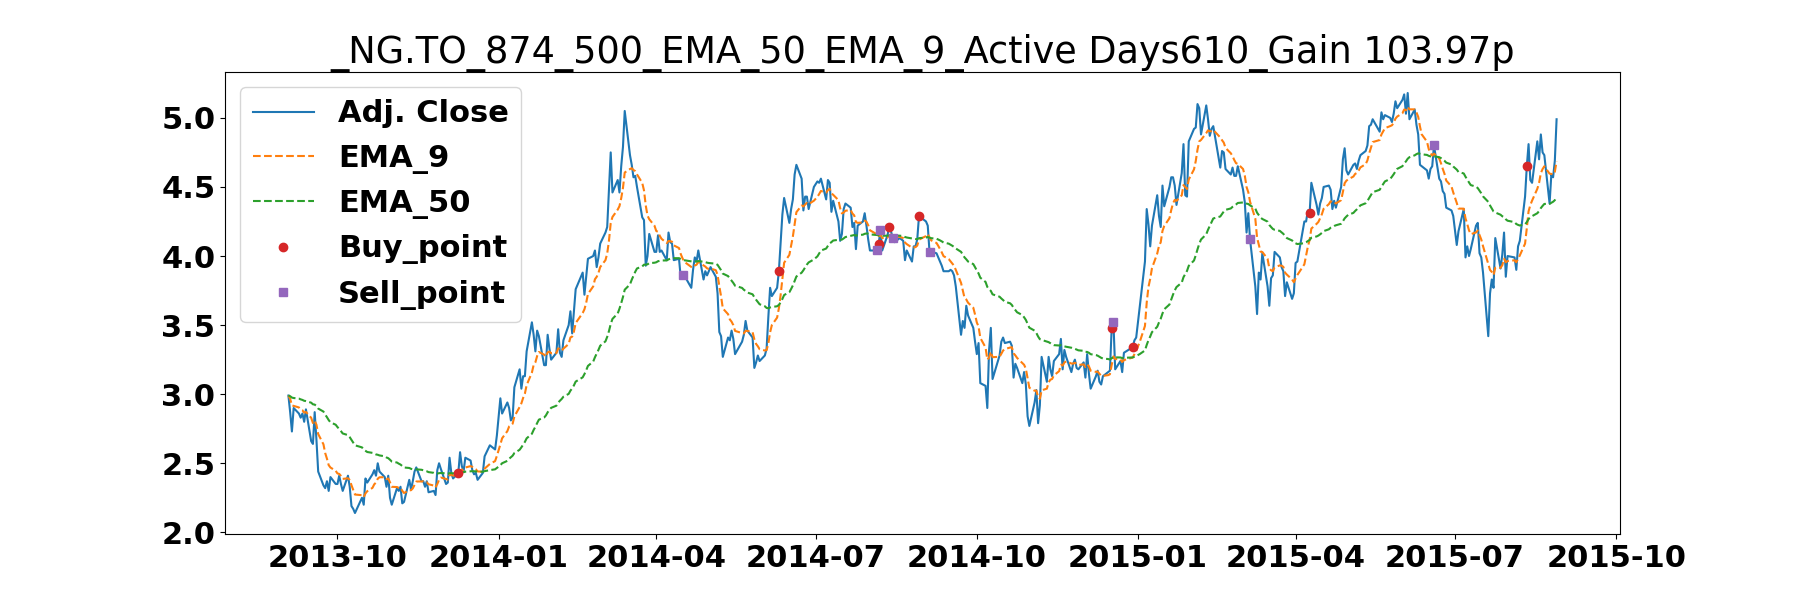 _NG.TO_874_500_EMA_50_EMA_9_Active Days610_Gain 103.97p
Adj. Close
EMA_9
EMA_50
Buy_point
Sell_point
5.0
4.5
4.0
3.5
3.0
2.5
2.0
2013-10 2014-01 2014-04 2014-07 2014-10 2015-01 2015-04 2015-07 2015-10